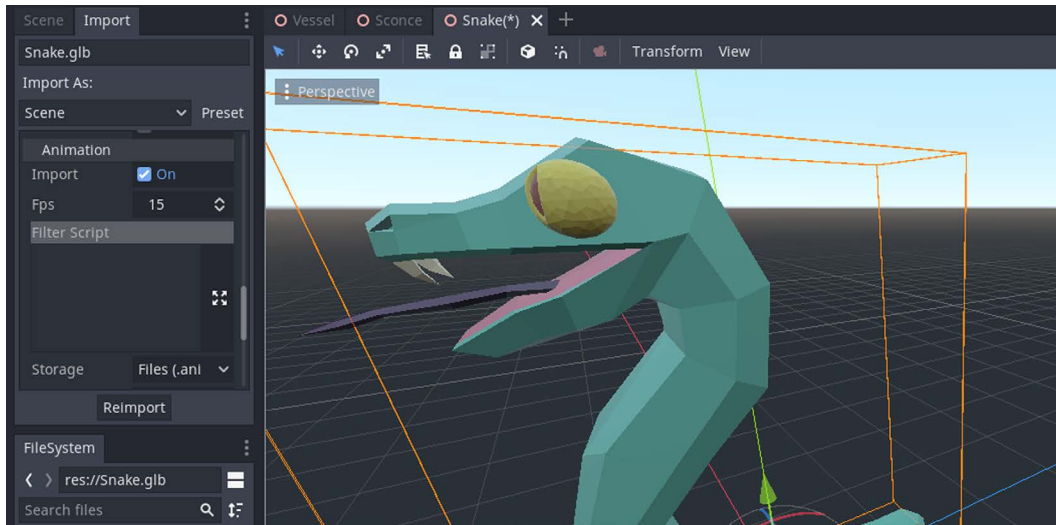 Scene Import
Snake.glb
Import As:
Scene Preset
Animation
Import On
Fps 15
Filter Script
Storage Files (.ani
Reimport
FileSystem
res://Snake.glb
Search files
Vessel Sconce Snake(*)
Transform View
Perspective